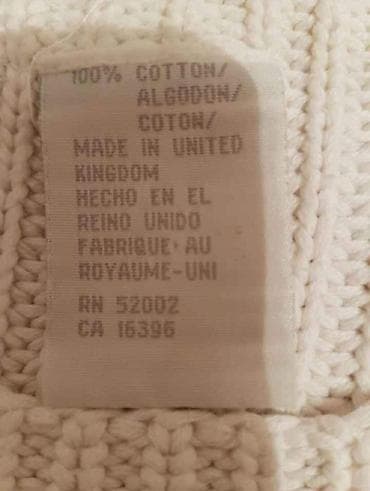 100% COTTON/
ALGODON/
COTON/
MADE IN UNITED
KINGDOM
HECHO EN EL
REINO UNIDO
FABRIQUE AU
ROYAUME-UNI
RN 52002
CA 16396